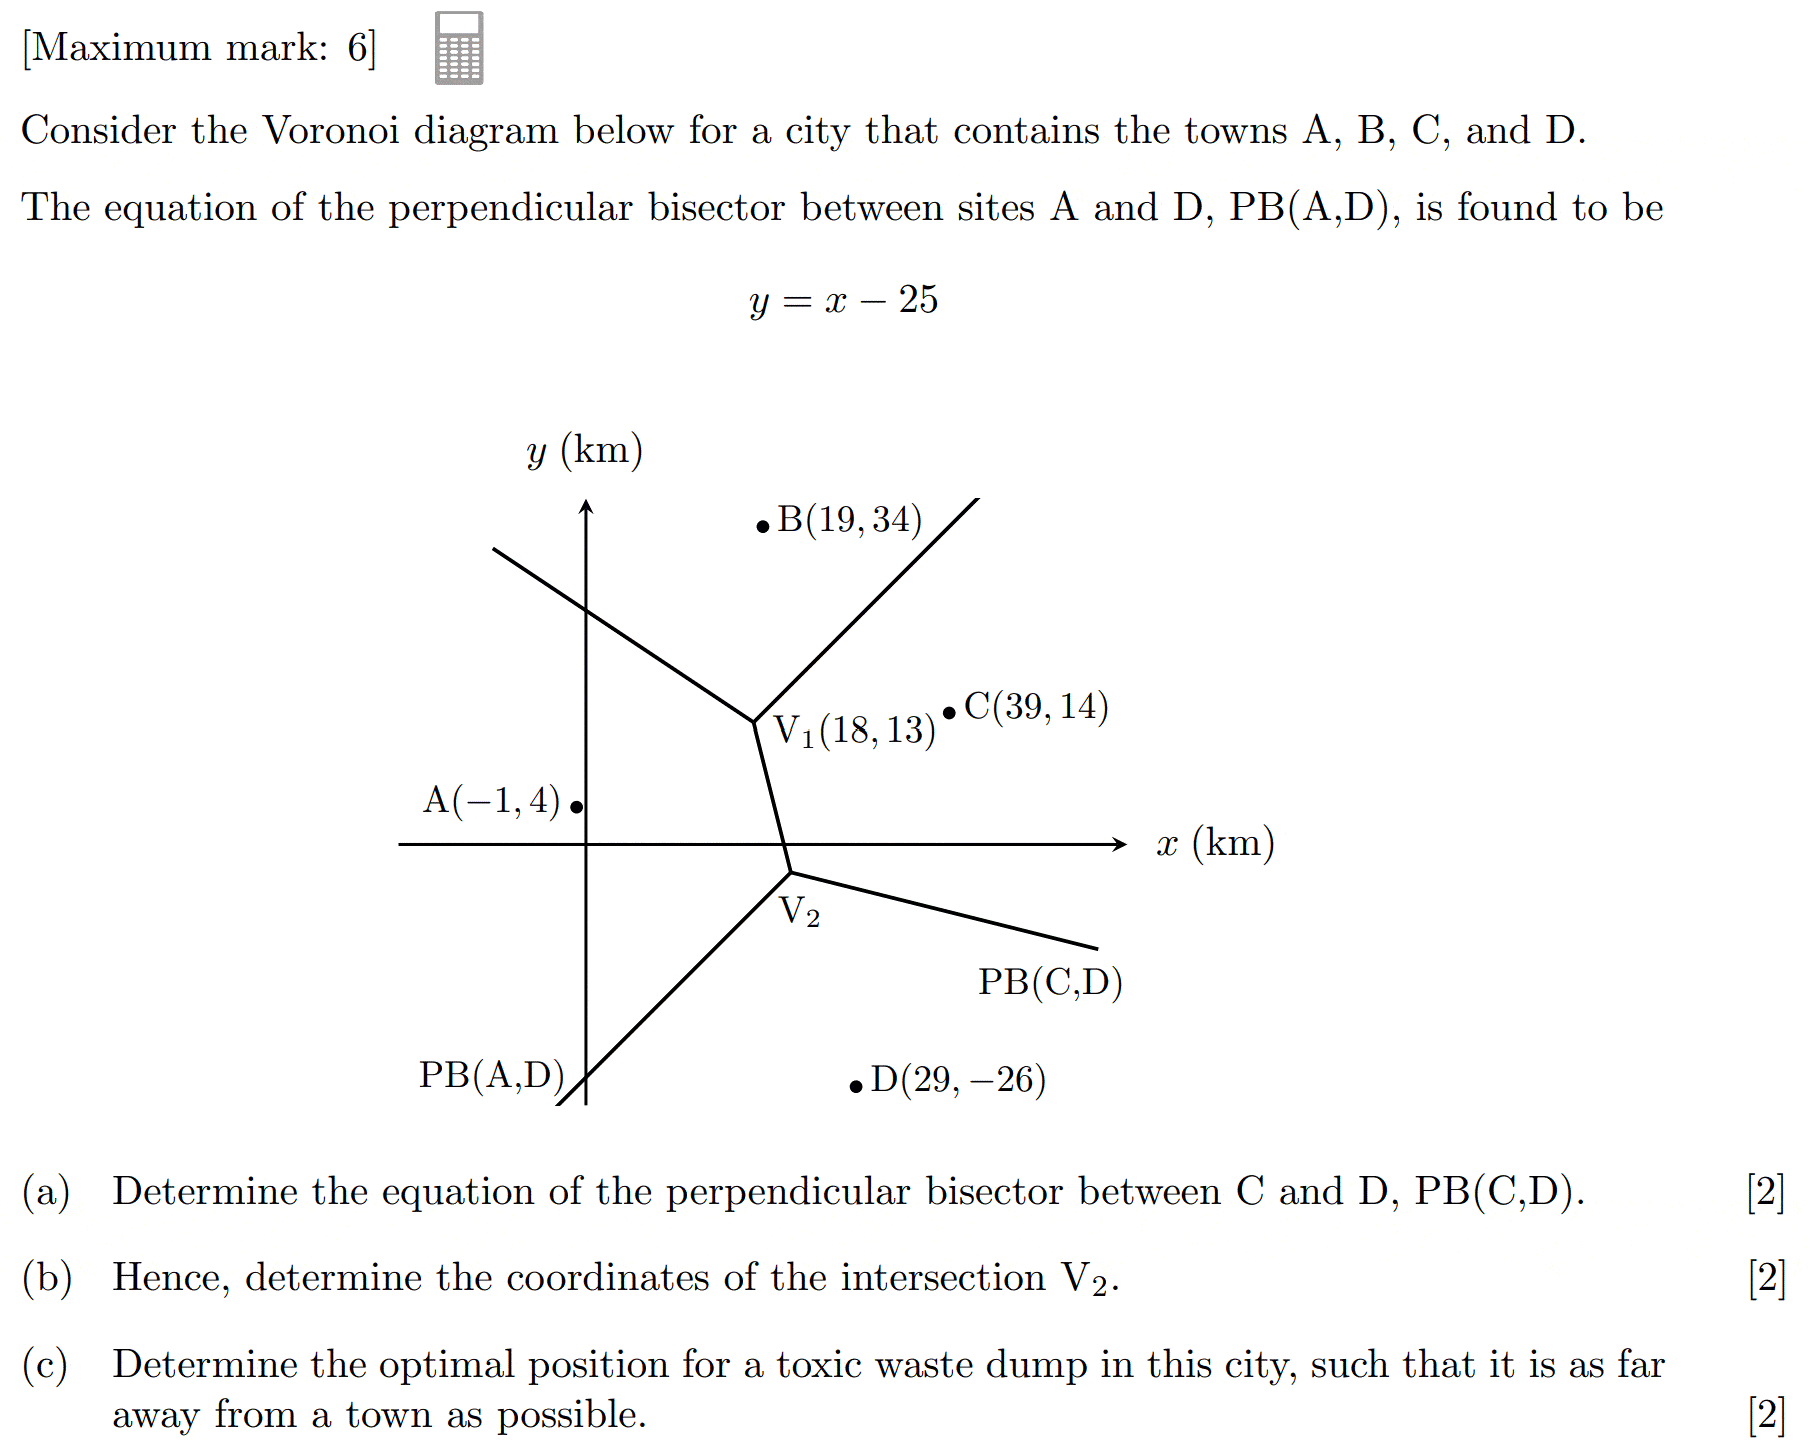 [Maximum mark: 6]
Consider the Voronoi diagram below for a city that contains the towns A, B, C, and D.
The equation of the perpendicular bisector between sites A and D, PB(A,D), is found to be
y = x − 25
y (km)
B(19, 34)
C(39, 14)
V₁(18, 13)
A(−1, 4)
x (km)
V₂
PB(C,D)
PB(A,D)
D(29, −26)
(a) Determine the equation of the perpendicular bisector between C and D, PB(C,D). [2]
(b) Hence, determine the coordinates of the intersection V₂. [2]
(c) Determine the optimal position for a toxic waste dump in this city, such that it is as far
away from a town as possible. [2]